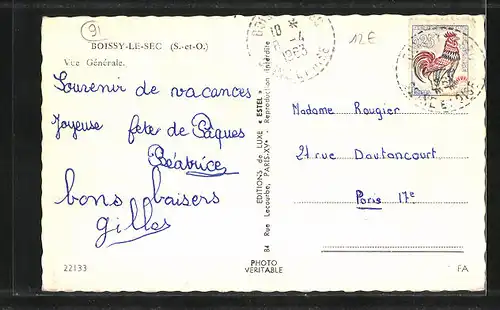 91
BOISSY-LE-SEC (S.-et-O.)
Vue Générale.
Souvenir de vacances
Joyeuse fête de Pâques
Béatrice
bons baisers
gilles
22133
EDITIONS de LUXE « ESTEL »
84 Rue Lecourbe, PARIS-XVe
Reproduction Interdite
PHOTO
VERITABLE
10 *
-4
1963
12E
Madame Rougier
21 rue Dautancourt
Paris 17e
FA